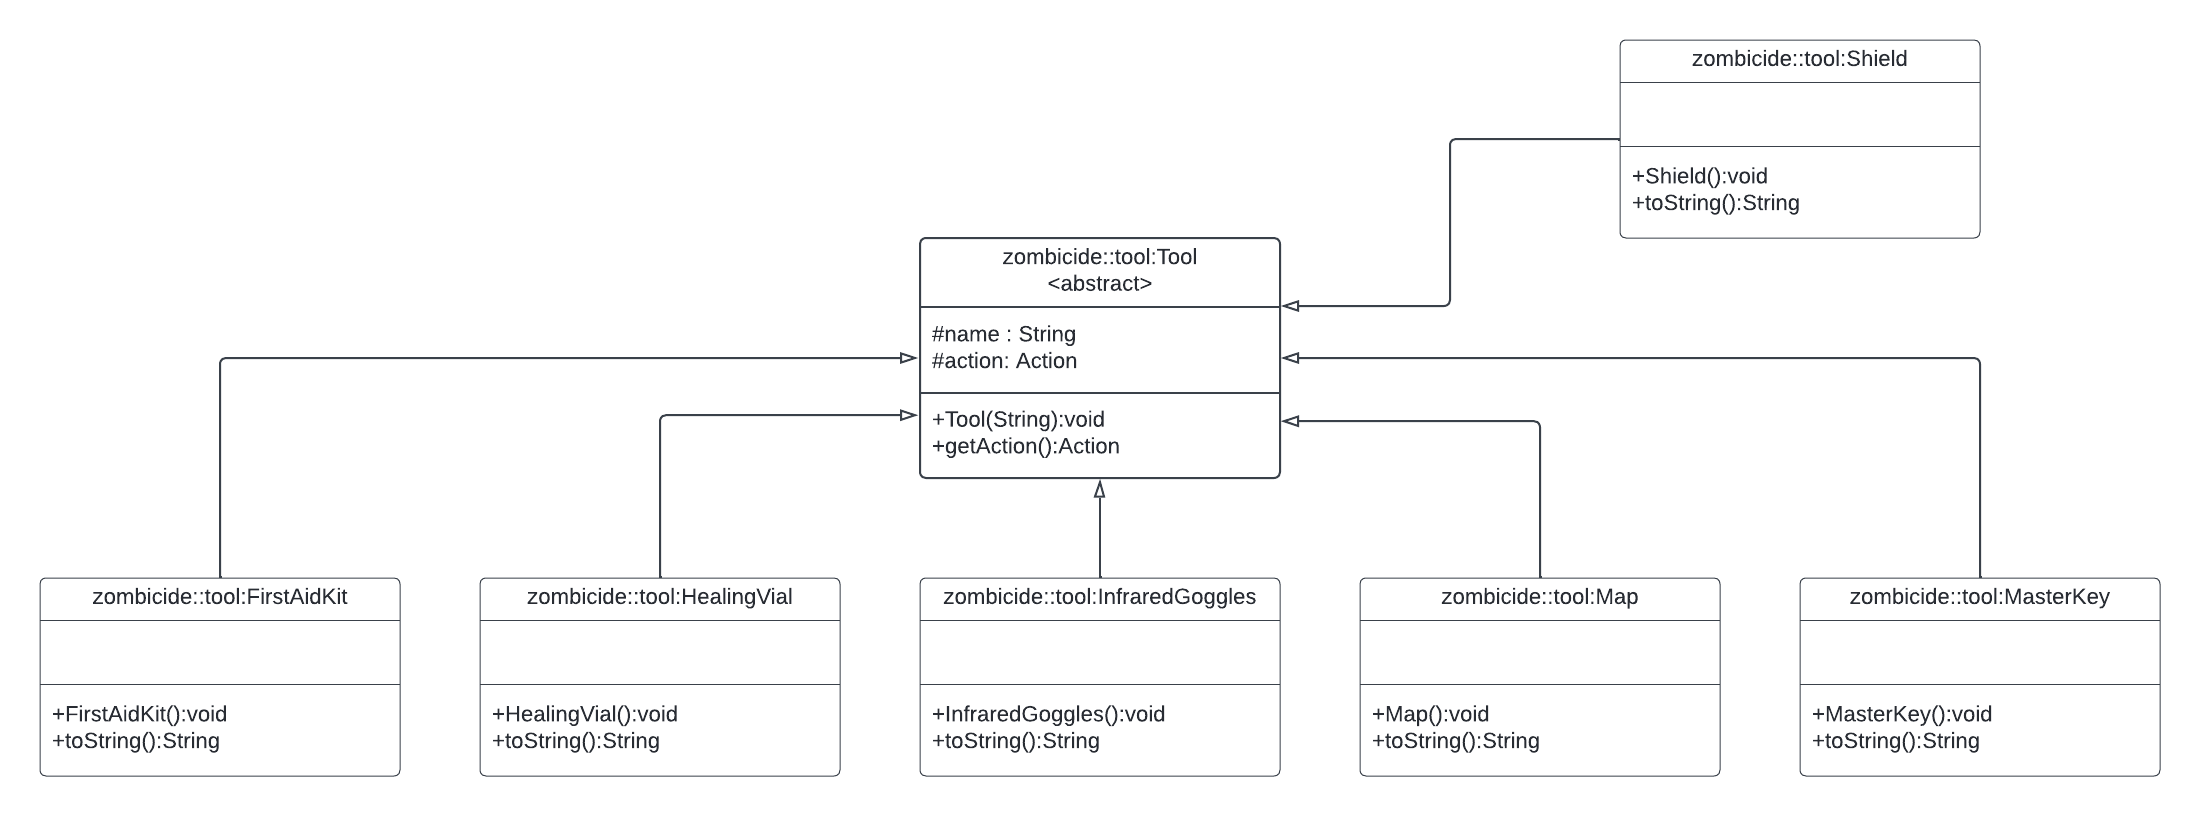 zombicide::tool:Shield
+Shield():void
+toString():String
zombicide::tool:Tool
<abstract>
#name : String
#action: Action
+Tool(String):void
+getAction():Action
zombicide::tool:FirstAidKit
+FirstAidKit():void
+toString():String
zombicide::tool:HealingVial
+HealingVial():void
+toString():String
zombicide::tool:InfraredGoggles
+InfraredGoggles():void
+toString():String
zombicide::tool:Map
+Map():void
+toString():String
zombicide::tool:MasterKey
+MasterKey():void
+toString():String